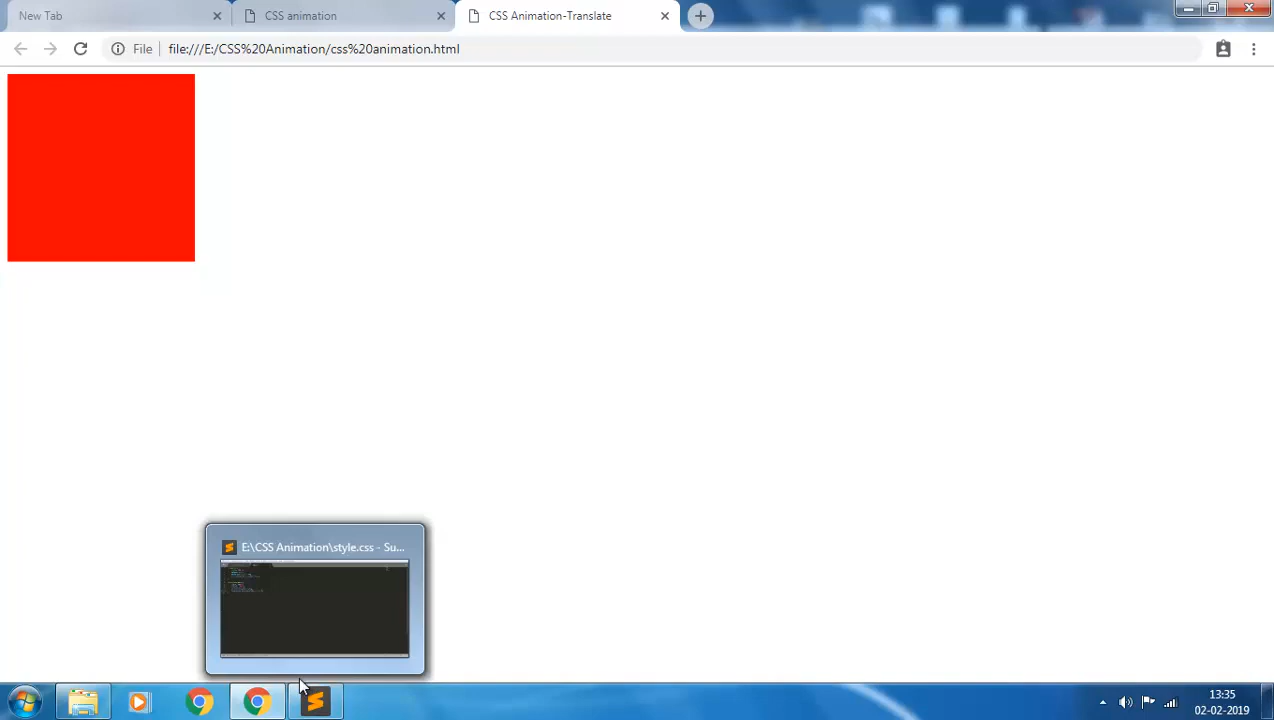 New Tab
CSS animation
CSS Animation-Translate
File
file:///E:/CSS%20Animation/css%20animation.html
E:\CSS Animation\style.css - Su...
13:35
02-02-2019